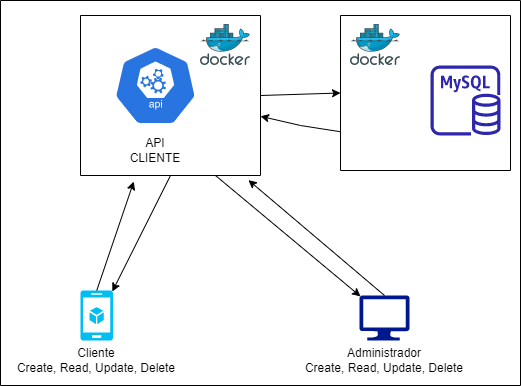 docker
docker
MySQL
api
API
CLIENTE
Cliente
Create, Read, Update, Delete
Administrador
Create, Read, Update, Delete